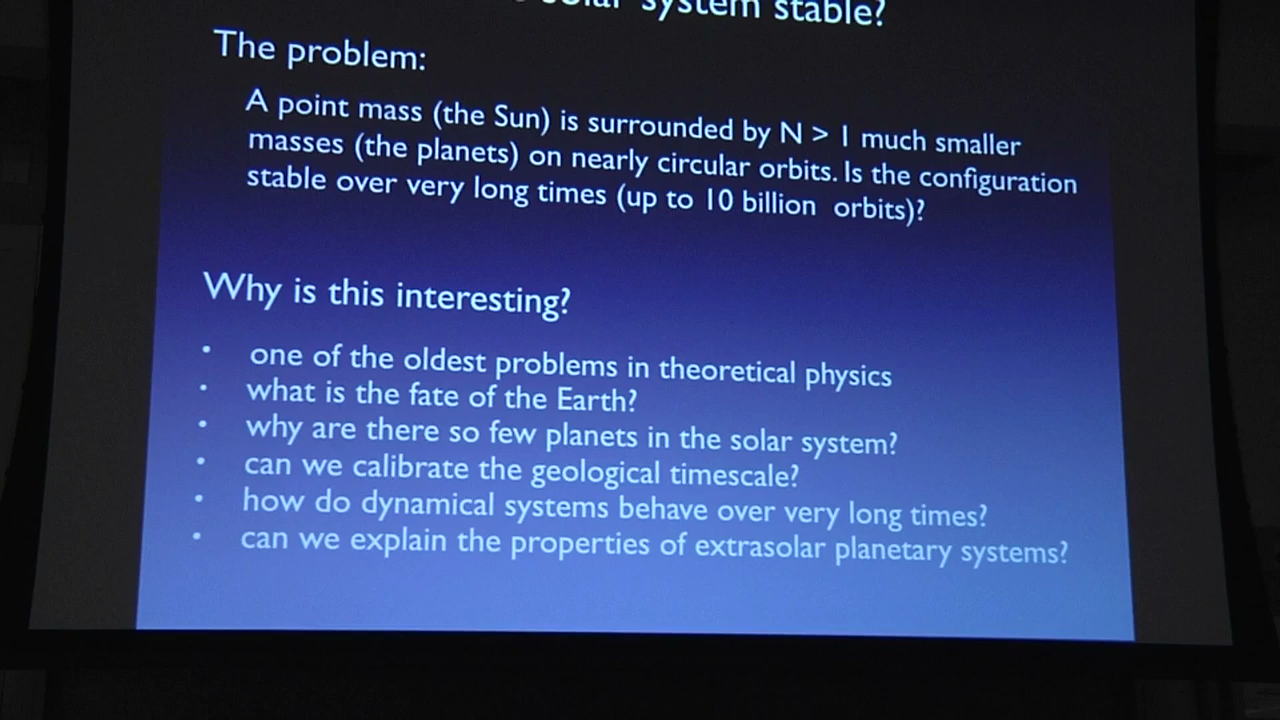 solar system stable?
The problem:
A point mass (the Sun) is surrounded by N > 1 much smaller
masses (the planets) on nearly circular orbits. Is the configuration
stable over very long times (up to 10 billion orbits)?
Why is this interesting?
• one of the oldest problems in theoretical physics
• what is the fate of the Earth?
• why are there so few planets in the solar system?
• can we calibrate the geological timescale?
• how do dynamical systems behave over very long times?
• can we explain the properties of extrasolar planetary systems?